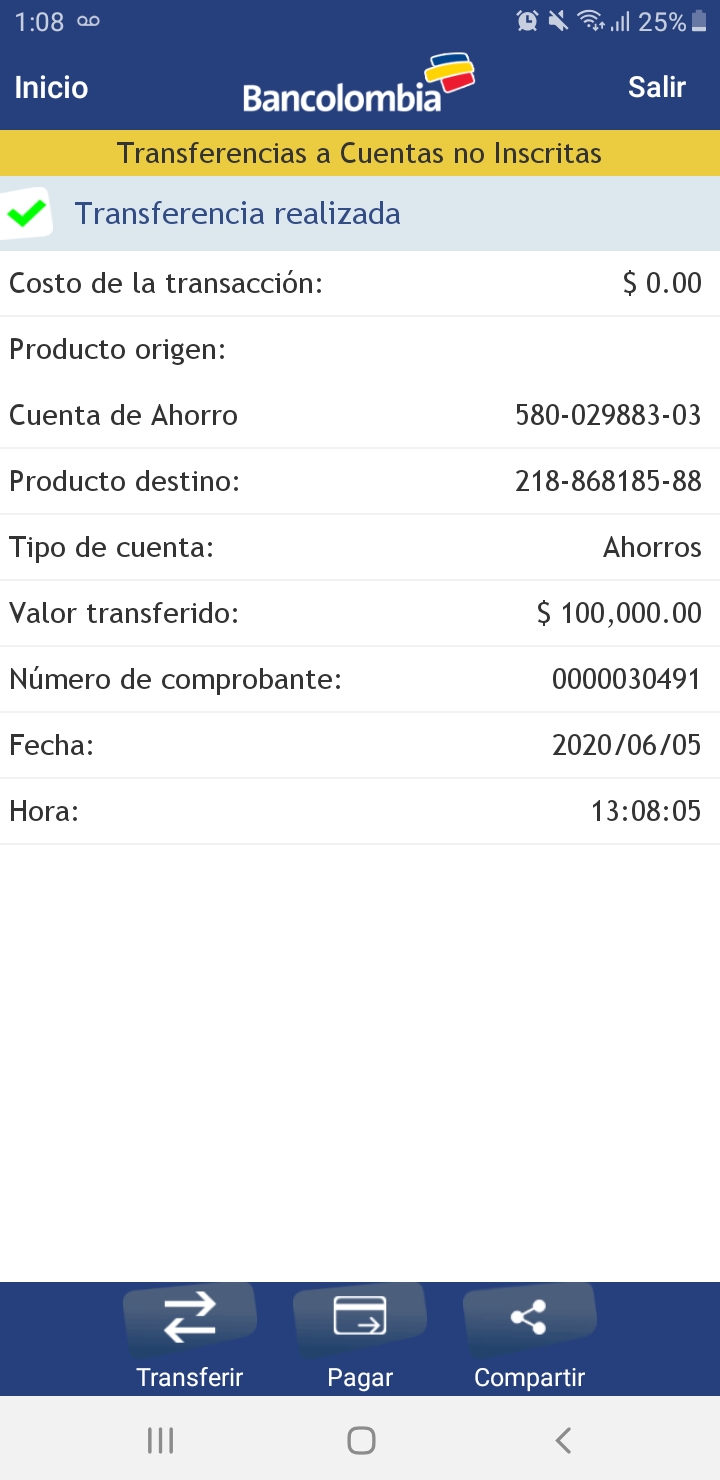 1:08
25%
Inicio
Bancolombia
Salir
Transferencias a Cuentas no Inscritas
Transferencia realizada
Costo de la transacción: $ 0.00
Producto origen:
Cuenta de Ahorro 580-029883-03
Producto destino: 218-868185-88
Tipo de cuenta: Ahorros
Valor transferido: $ 100,000.00
Número de comprobante: 0000030491
Fecha: 2020/06/05
Hora: 13:08:05
Transferir
Pagar
Compartir